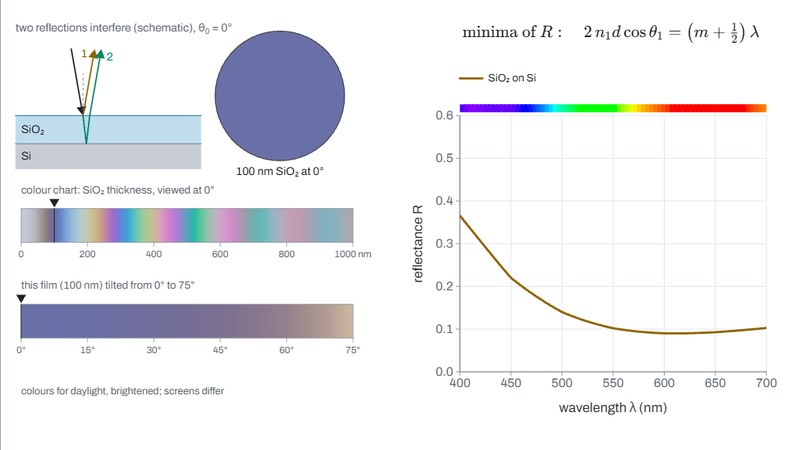 two reflections interfere (schematic), θ₀ = 0°
1
2
SiO₂
Si
100 nm SiO₂ at 0°
colour chart: SiO₂ thickness, viewed at 0°
0 200 400 600 800 1000 nm
this film (100 nm) tilted from 0° to 75°
0° 15° 30° 45° 60° 75°
colours for daylight, brightened; screens differ
minima of R : 2 n₁d cos θ₁ = (m + ½) λ
SiO₂ on Si
0.6
0.5
0.4
0.3
0.2
0.1
0.0
reflectance R
400 450 500 550 600 650 700
wavelength λ (nm)